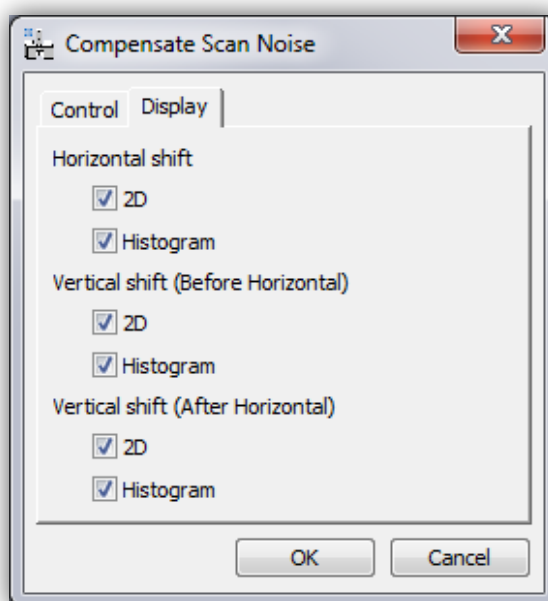 Compensate Scan Noise
Control Display
Horizontal shift
2D
Histogram
Vertical shift (Before Horizontal)
2D
Histogram
Vertical shift (After Horizontal)
2D
Histogram
OK Cancel